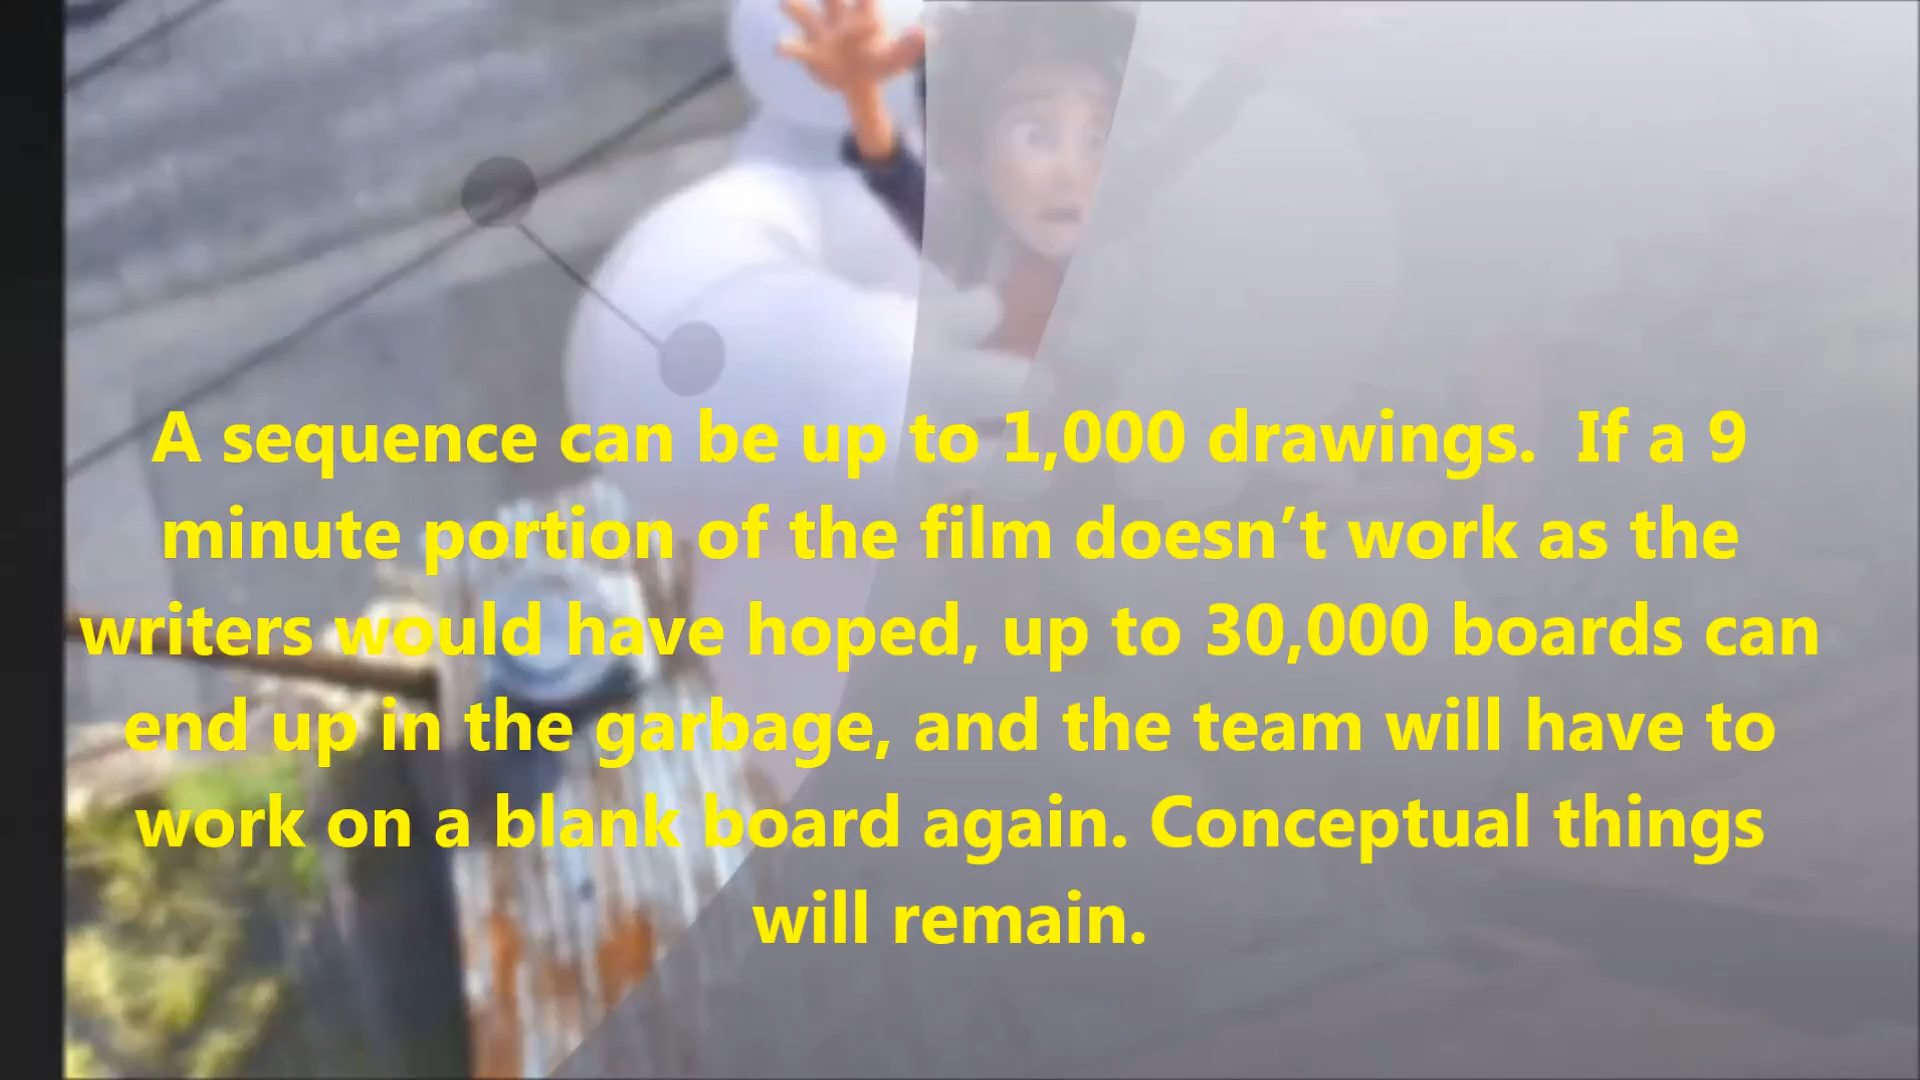 A sequence can be up to 1,000 drawings.  If a 9
minute portion of the film doesn’t work as the
writers would have hoped, up to 30,000 boards can
end up in the garbage, and the team will have to
work on a blank board again. Conceptual things
will remain.